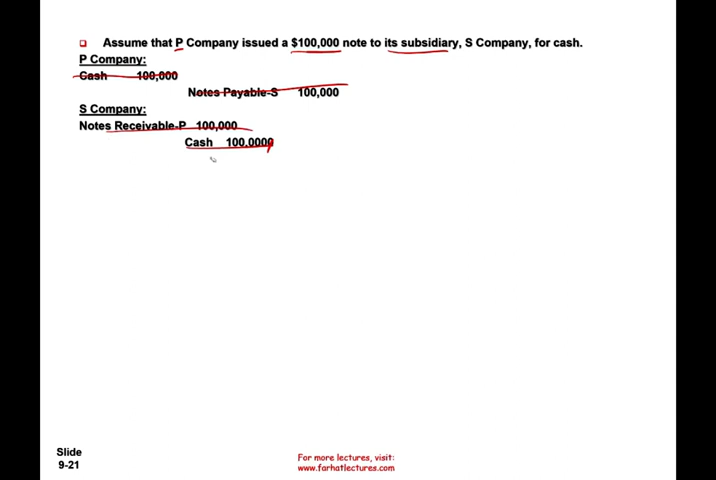 Assume that P Company issued a $100,000 note to its subsidiary, S Company, for cash.
P Company:
Cash 100,000
Notes Payable-S 100,000
S Company:
Notes Receivable-P 100,000
Cash 100,0000
Slide
9-21
For more lectures, visit:
www.farhatlectures.com